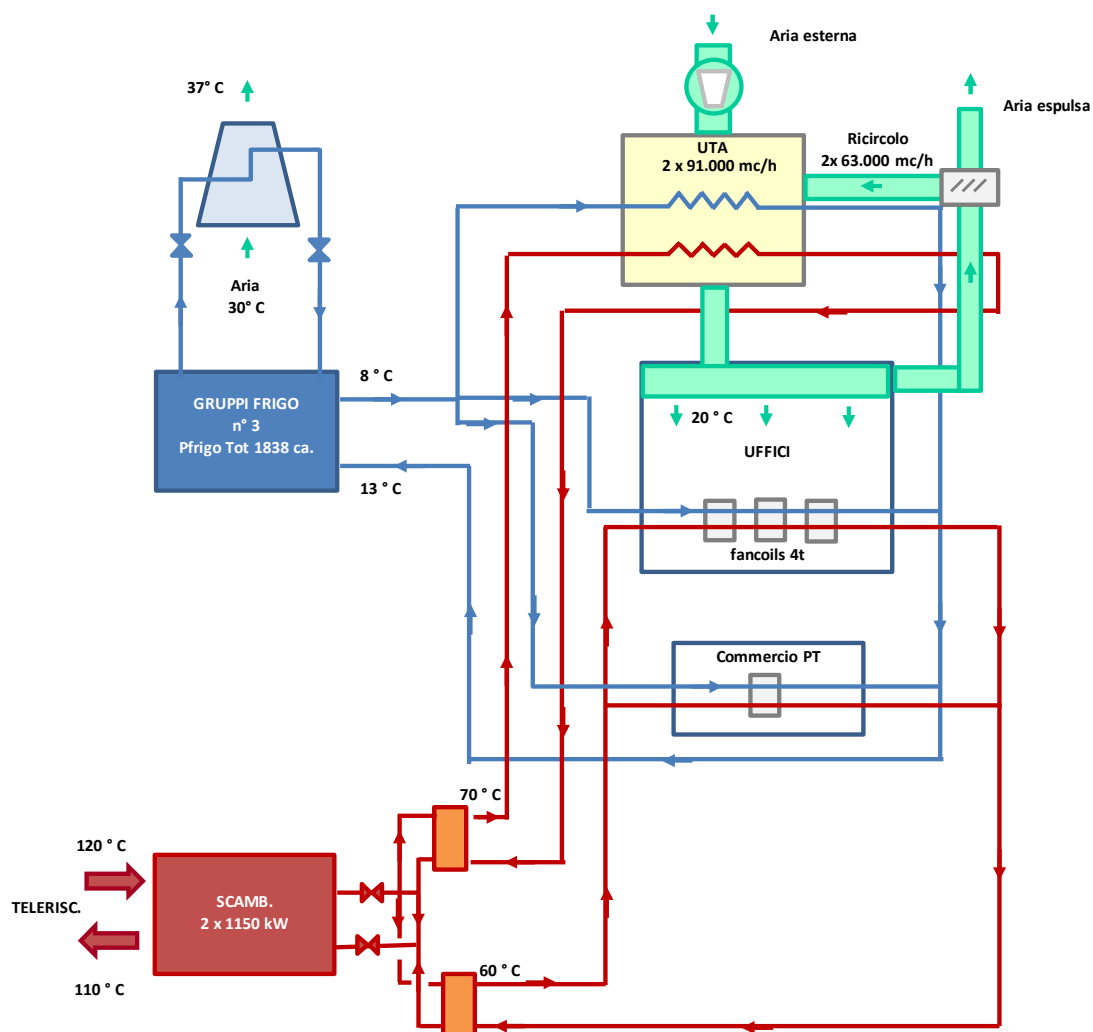 Aria esterna
37° C
Aria espulsa
UTA
2 x 91.000 mc/h
Ricircolo
2x 63.000 mc/h
Aria
30° C
8 ° C
GRUPPI FRIGO
n° 3
Pfrigo Tot 1838 ca.
13 ° C
20 ° C
UFFICI
fancoils 4t
Commercio PT
70 ° C
120 ° C
TELERISC.
SCAMB.
2 x 1150 kW
110 ° C
60 ° C